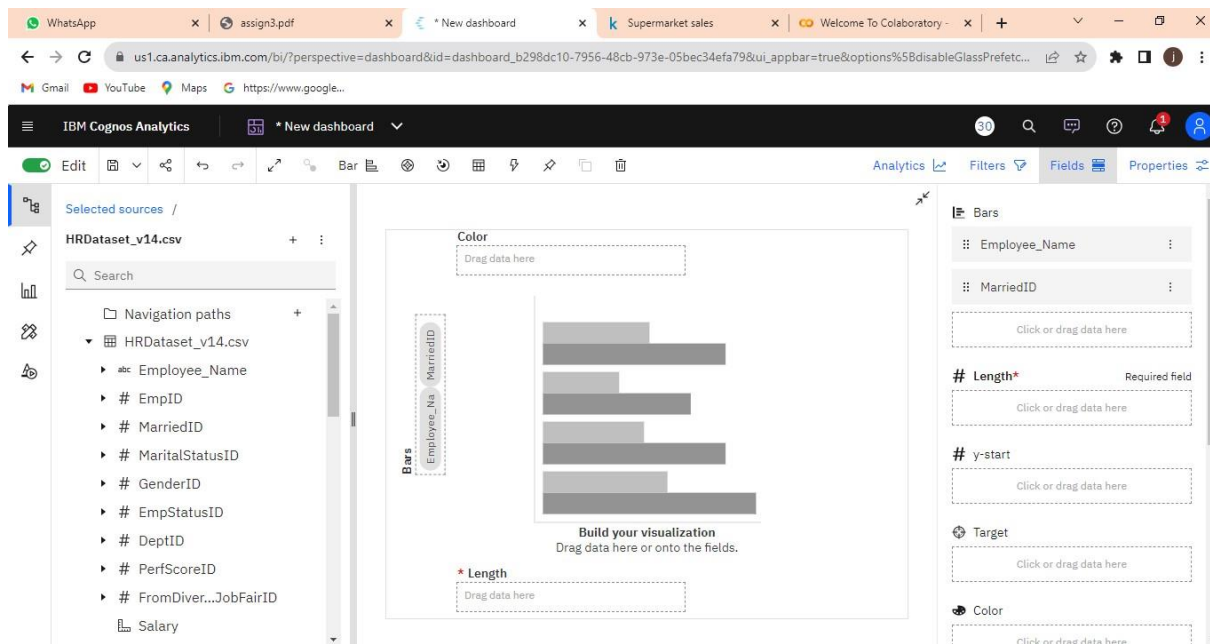 WhatsApp
assign3.pdf
* New dashboard
Supermarket sales
Welcome To Colaboratory -
us1.ca.analytics.ibm.com/bi/?perspective=dashboard&id=dashboard_b298dc10-7956-48cb-973e-05bec34efa79&ui_appbar=true&options%5BdisableGlassPrefetc...
j
Gmail
YouTube
Maps
https://www.google...
IBM Cognos Analytics
* New dashboard
30
1
Edit
Bar
Analytics
Filters
Fields
Properties
Selected sources /
HRDataset_v14.csv
Search
Navigation paths
HRDataset_v14.csv
abc Employee_Name
# EmpID
# MarriedID
# MaritalStatusID
# GenderID
# EmpStatusID
# DeptID
# PerfScoreID
# FromDiver...JobFairID
Salary
Color
Drag data here
Bars
Employee_Na
MarriedID
Build your visualization
Drag data here or onto the fields.
* Length
Drag data here
Bars
Employee_Name
MarriedID
Click or drag data here
# Length*
Required field
Click or drag data here
# y-start
Click or drag data here
Target
Click or drag data here
Color
Click or drag data here